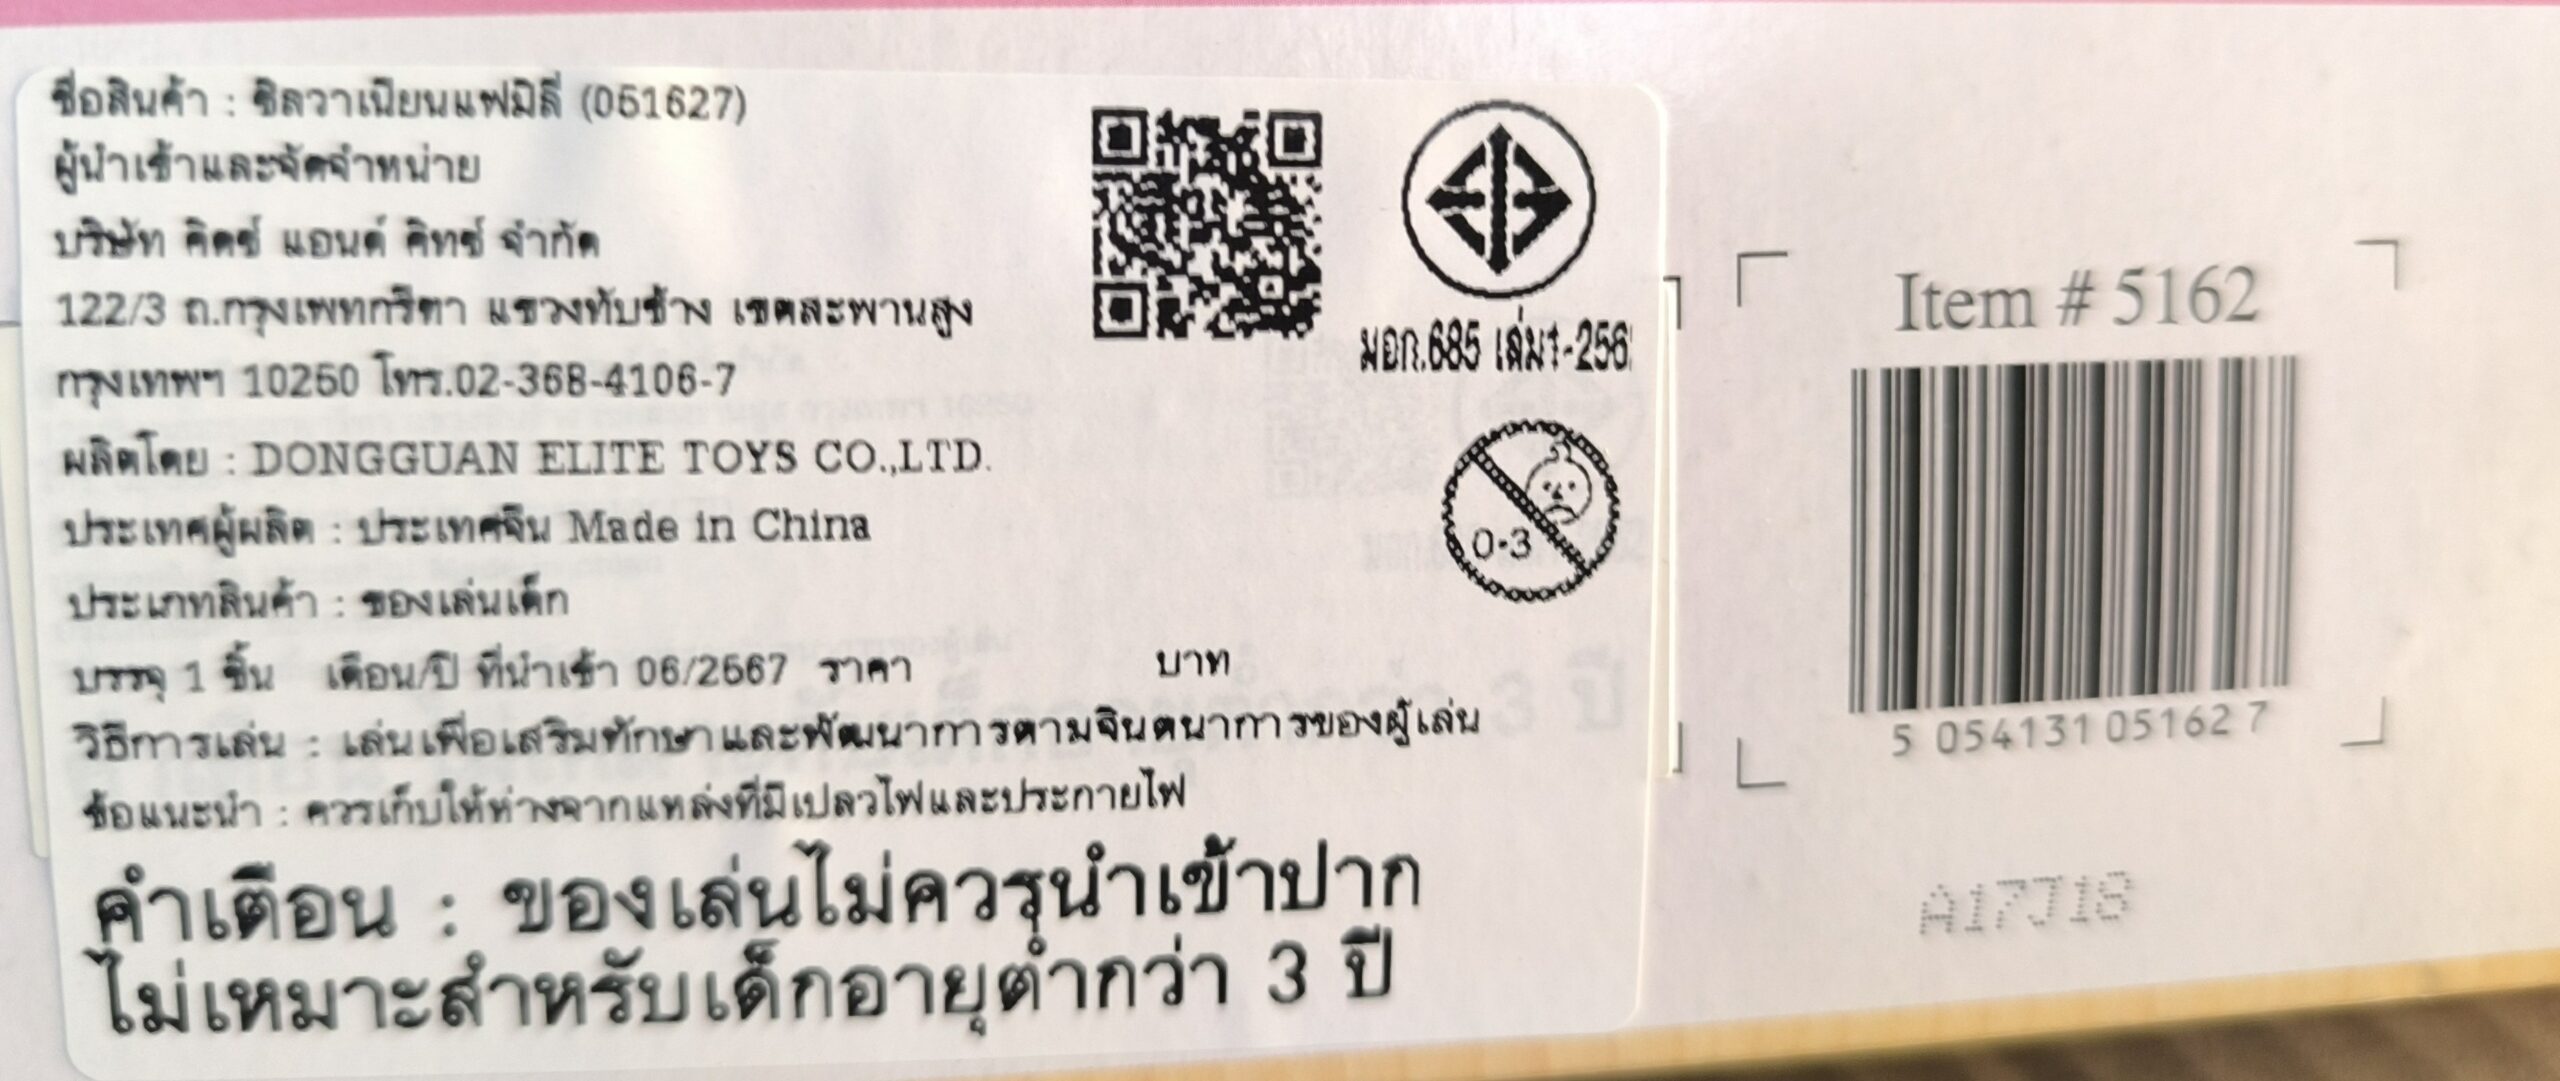 ชื่อสินค้า : ซิลวาเนียนแฟมิลี่ (051627)
ผู้นำเข้าและจัดจำหน่าย
บริษัท คิดซ์ แอนด์ คิทซ์ จำกัด
122/3 ถ.กรุงเพทกรีตา แขวงทับช้าง เขตสะพานสูง
กรุงเทพฯ 10250 โทร.02-368-4106-7
ผลิตโดย : DONGGUAN ELITE TOYS CO.,LTD.
ประเทศผู้ผลิต : ประเทศจีน Made in China
ประเภทสินค้า : ของเล่นเด็ก
บรรจุ 1 ชิ้น เดือน/ปี ที่นำเข้า 06/2567 ราคา บาท
วิธีการเล่น : เล่นเพื่อเสริมทักษาและพัฒนาการตามจินตนาการของผู้เล่น
ข้อแนะนำ : ควรเก็บให้ห่างจากแหล่งที่มีเปลวไฟและประกายไฟ
คำเตือน : ของเล่นไม่ควรนำเข้าปาก
ไม่เหมาะสำหรับเด็กอายุต่ำกว่า 3 ปี
มอก.685 เล่ม1-256
0-3
Item # 5162
5 054131 051627
A17J18